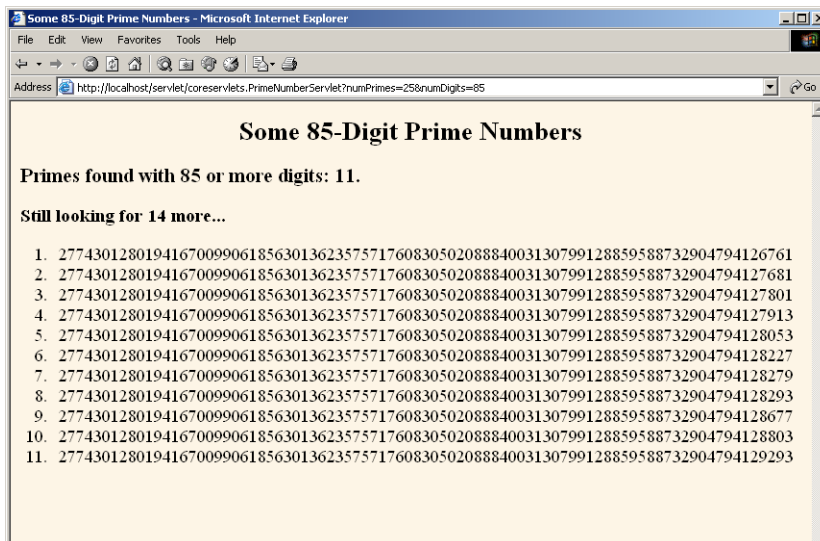 Some 85-Digit Prime Numbers - Microsoft Internet Explorer
File Edit View Favorites Tools Help
Address http://localhost/servlet/coreservlets.PrimeNumberServlet?numPrimes=25&numDigits=85 Go
Some 85-Digit Prime Numbers
Primes found with 85 or more digits: 11.
Still looking for 14 more...
1. 2774301280194167009906185630136235757176083050208884003130799128859588732904794126761
2. 2774301280194167009906185630136235757176083050208884003130799128859588732904794127681
3. 2774301280194167009906185630136235757176083050208884003130799128859588732904794127801
4. 2774301280194167009906185630136235757176083050208884003130799128859588732904794127913
5. 2774301280194167009906185630136235757176083050208884003130799128859588732904794128053
6. 2774301280194167009906185630136235757176083050208884003130799128859588732904794128227
7. 2774301280194167009906185630136235757176083050208884003130799128859588732904794128279
8. 2774301280194167009906185630136235757176083050208884003130799128859588732904794128293
9. 2774301280194167009906185630136235757176083050208884003130799128859588732904794128677
10. 2774301280194167009906185630136235757176083050208884003130799128859588732904794128803
11. 2774301280194167009906185630136235757176083050208884003130799128859588732904794129293